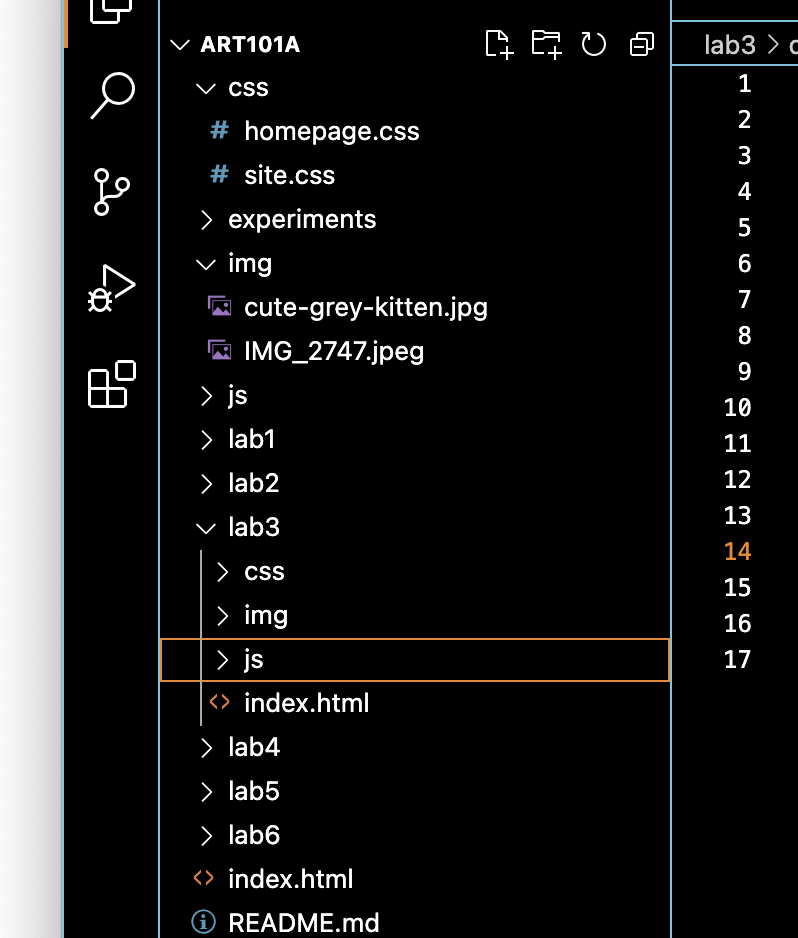 ART101A
css
# homepage.css
# site.css
experiments
img
cute-grey-kitten.jpg
IMG_2747.jpeg
js
lab1
lab2
lab3
css
img
js
<> index.html
lab4
lab5
lab6
<> index.html
README.md
lab3 >
1
2
3
4
5
6
7
8
9
10
11
12
13
14
15
16
17